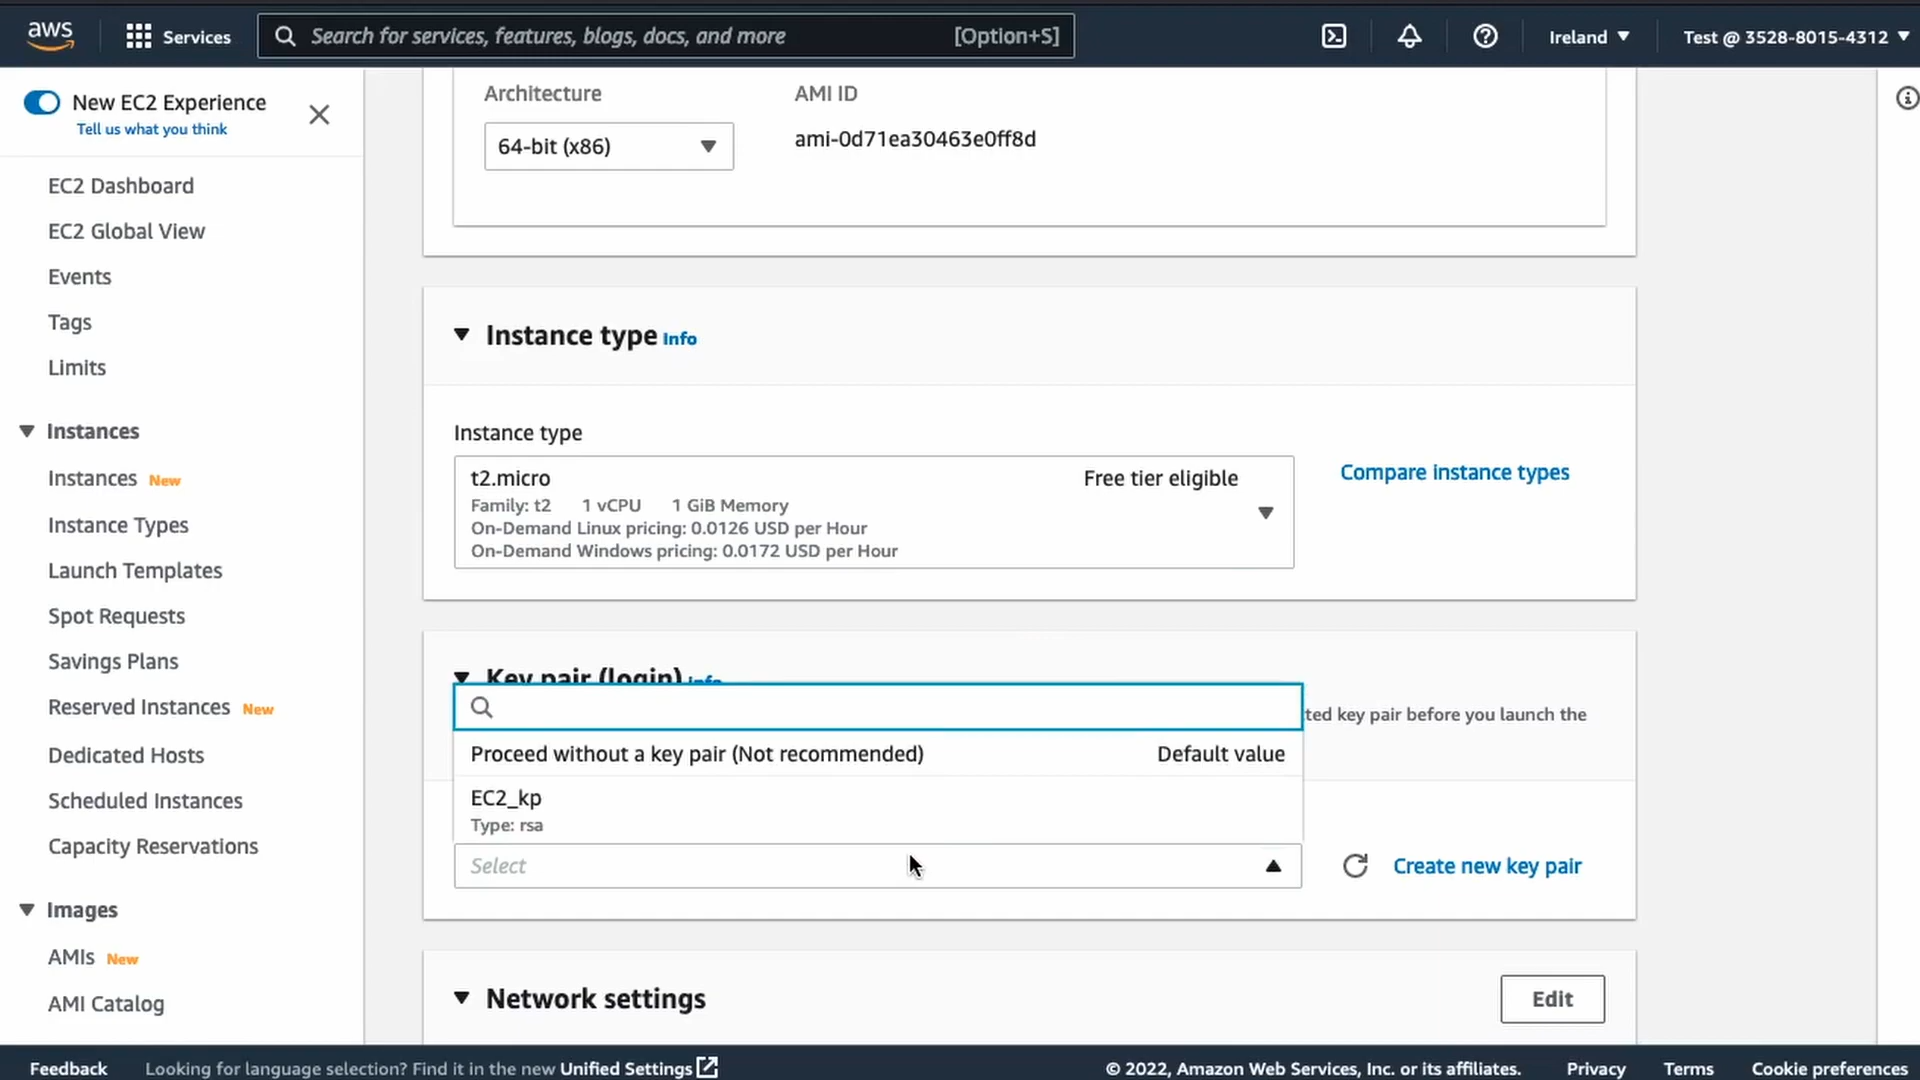 aws
Services
Search for services, features, blogs, docs, and more [Option+S]
Ireland
Test @ 3528-8015-4312
New EC2 Experience
Tell us what you think
EC2 Dashboard
EC2 Global View
Events
Tags
Limits
Instances
Instances New
Instance Types
Launch Templates
Spot Requests
Savings Plans
Reserved Instances New
Dedicated Hosts
Scheduled Instances
Capacity Reservations
Images
AMIs New
AMI Catalog
Architecture
64-bit (x86)
AMI ID
ami-0d71ea30463e0ff8d
Instance type Info
Instance type
t2.micro Free tier eligible
Family: t2 1 vCPU 1 GiB Memory
On-Demand Linux pricing: 0.0126 USD per Hour
On-Demand Windows pricing: 0.0172 USD per Hour
Compare instance types
Key pair (login) Info
ted key pair before you launch the
Proceed without a key pair (Not recommended) Default value
EC2_kp
Type: rsa
Select
Create new key pair
Network settings
Edit
Feedback
Looking for language selection? Find it in the new Unified Settings
© 2022, Amazon Web Services, Inc. or its affiliates.
Privacy
Terms
Cookie preferences